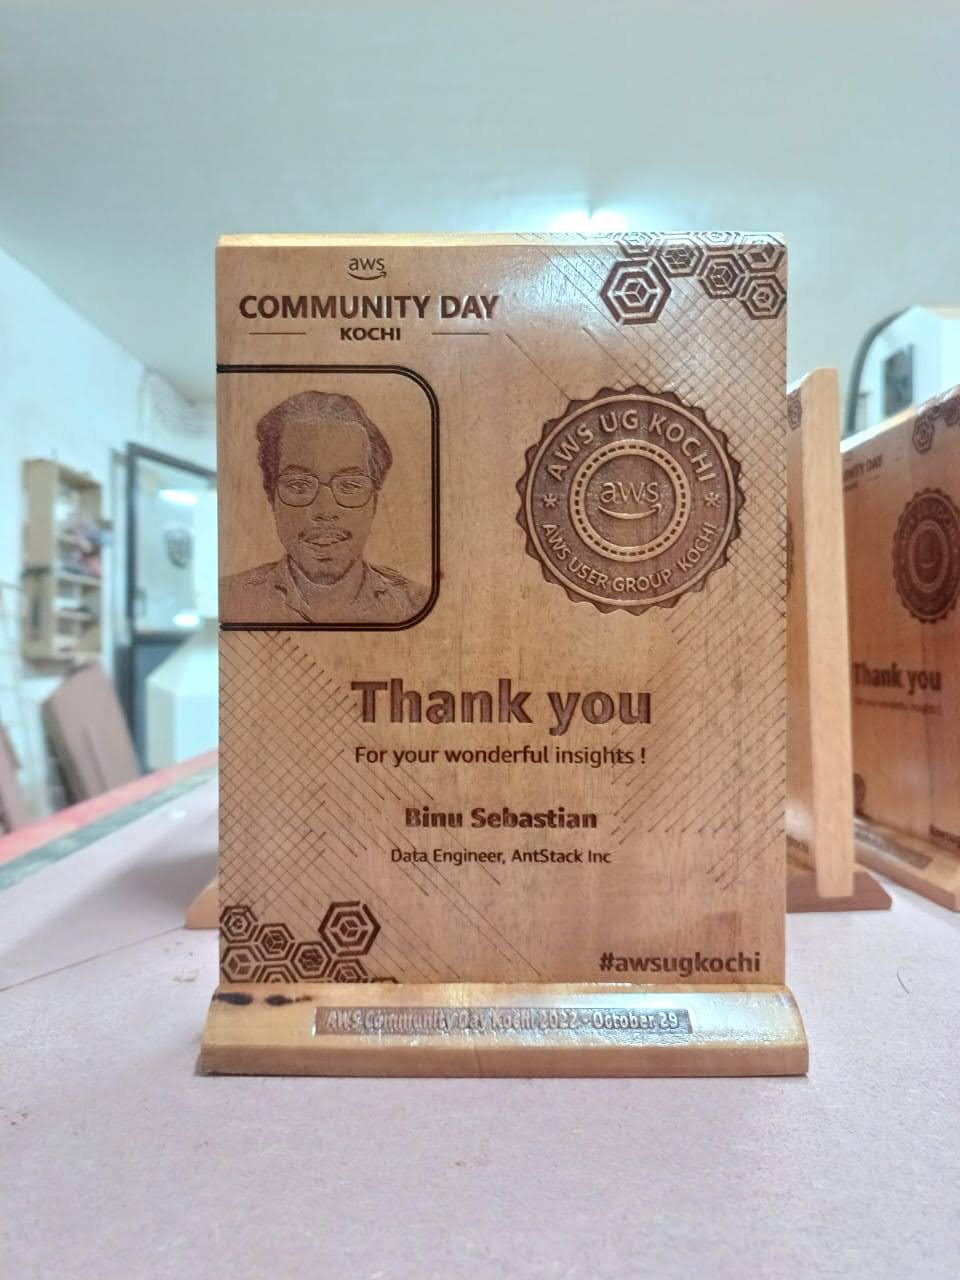 aws
COMMUNITY DAY
KOCHI
AWS UG KOCHI
aws
AWS USER GROUP KOCHI
Thank you
For your wonderful insights !
Binu Sebastian
Data Engineer, AntStack Inc
#awsugkochi
AWS Community Day Kochi 2022 - October 29
Thank you